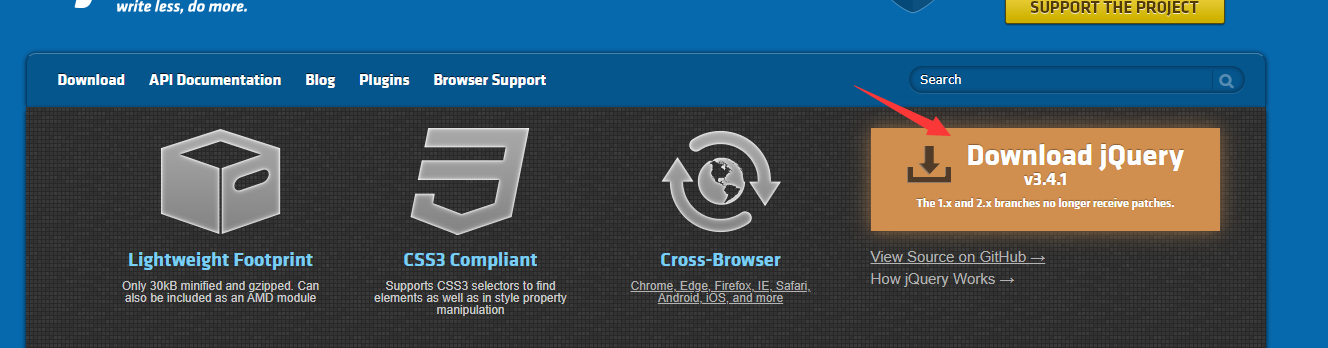 write less, do more.
SUPPORT THE PROJECT
Download API Documentation Blog Plugins Browser Support
Search
Download jQuery
v3.4.1
The 1.x and 2.x branches no longer receive patches.
Lightweight Footprint
Only 30kB minified and gzipped. Can
also be included as an AMD module
CSS3 Compliant
Supports CSS3 selectors to find
elements as well as in style property
manipulation
Cross-Browser
Chrome, Edge, Firefox, IE, Safari,
Android, iOS, and more
View Source on GitHub →
How jQuery Works →